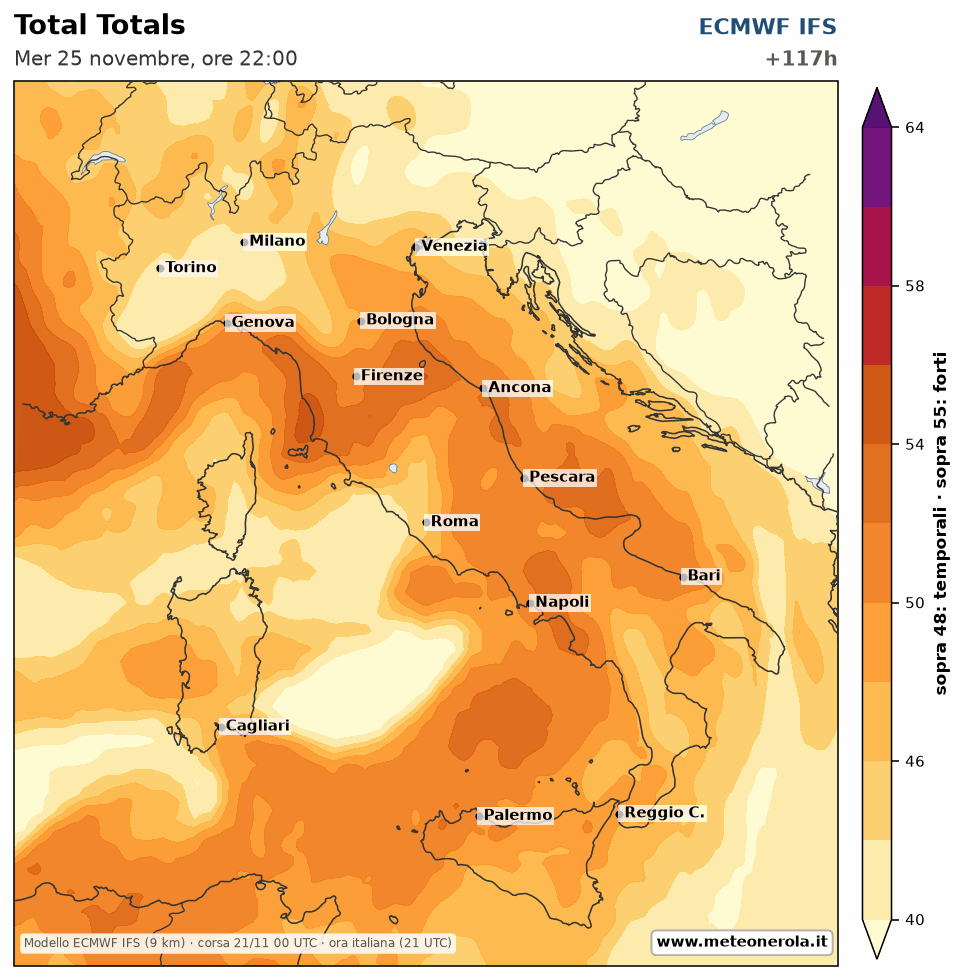 Total Totals
ECMWF IFS
Mer 25 novembre, ore 22:00
+117h
Milano
Venezia
Torino
Genova
Bologna
Firenze
Ancona
Pescara
Roma
Bari
Napoli
Cagliari
Palermo
Reggio C.
64
58
54
50
46
40
sopra 48: temporali · sopra 55: forti
Modello ECMWF IFS (9 km) · corsa 21/11 00 UTC · ora italiana (21 UTC)
www.meteonerola.it